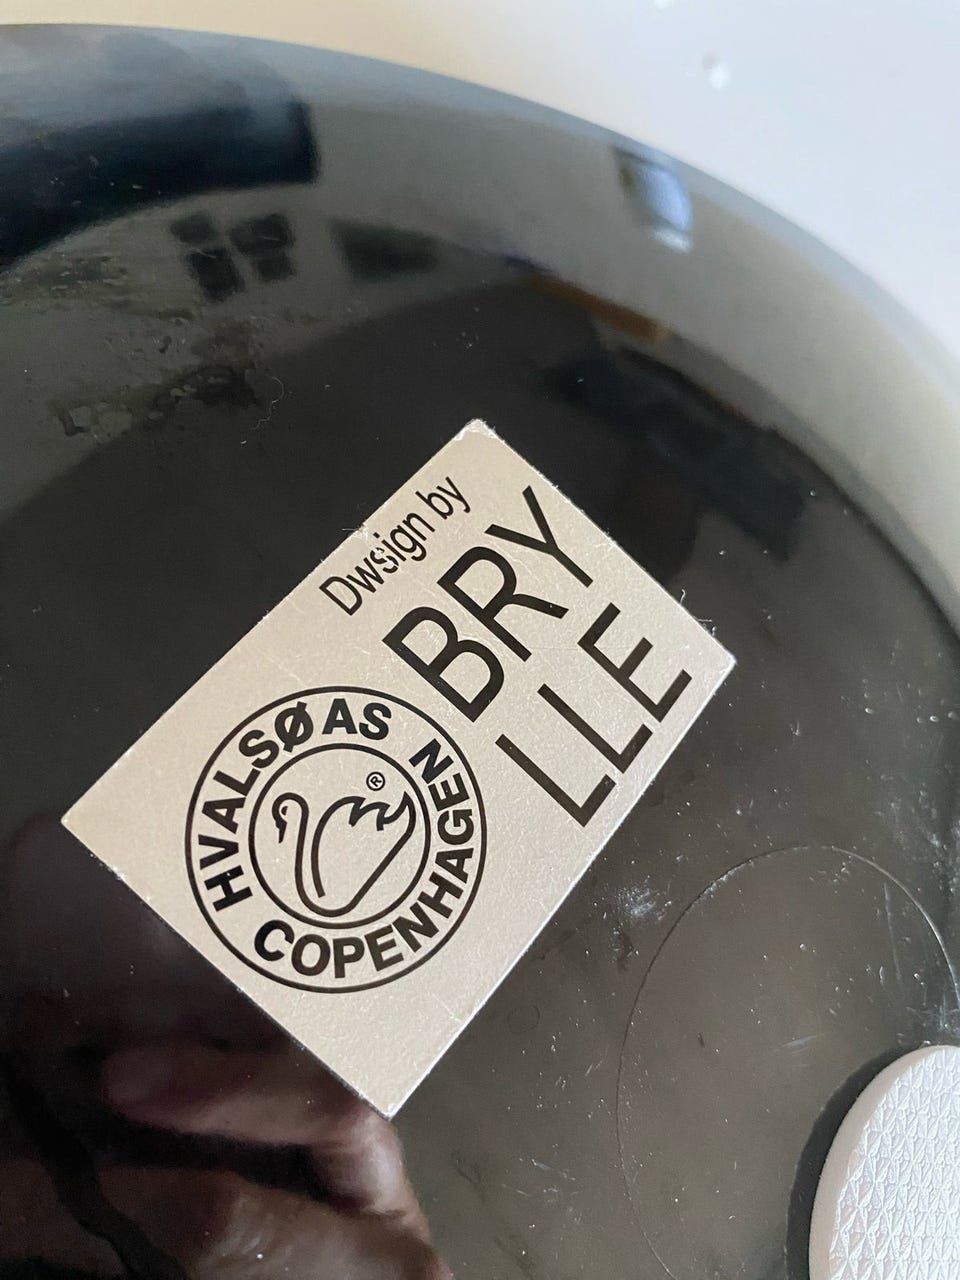 Dwsign by
BRY
LLE
HVALSØ AS
COPENHAGEN
®